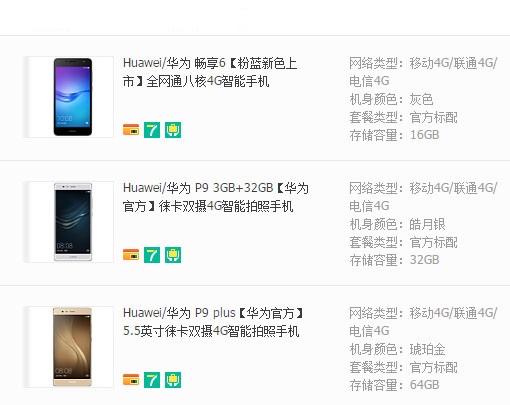 Huawei/华为 畅享6【粉蓝新色上
市】全网通八核4G智能手机
7
网络类型：移动4G/联通4G/
电信4G
机身颜色：灰色
套餐类型：官方标配
存储容量：16GB
Huawei/华为 P9 3GB+32GB【华为
官方】徕卡双摄4G智能拍照手机
08:08
7
网络类型：移动4G/联通4G/
电信4G
机身颜色：皓月银
套餐类型：官方标配
存储容量：32GB
Huawei/华为 P9 plus【华为官方】
5.5英寸徕卡双摄4G智能拍照手机
08:08
7
网络类型：移动4G/联通4G/
电信4G
机身颜色：琥珀金
套餐类型：官方标配
存储容量：64GB